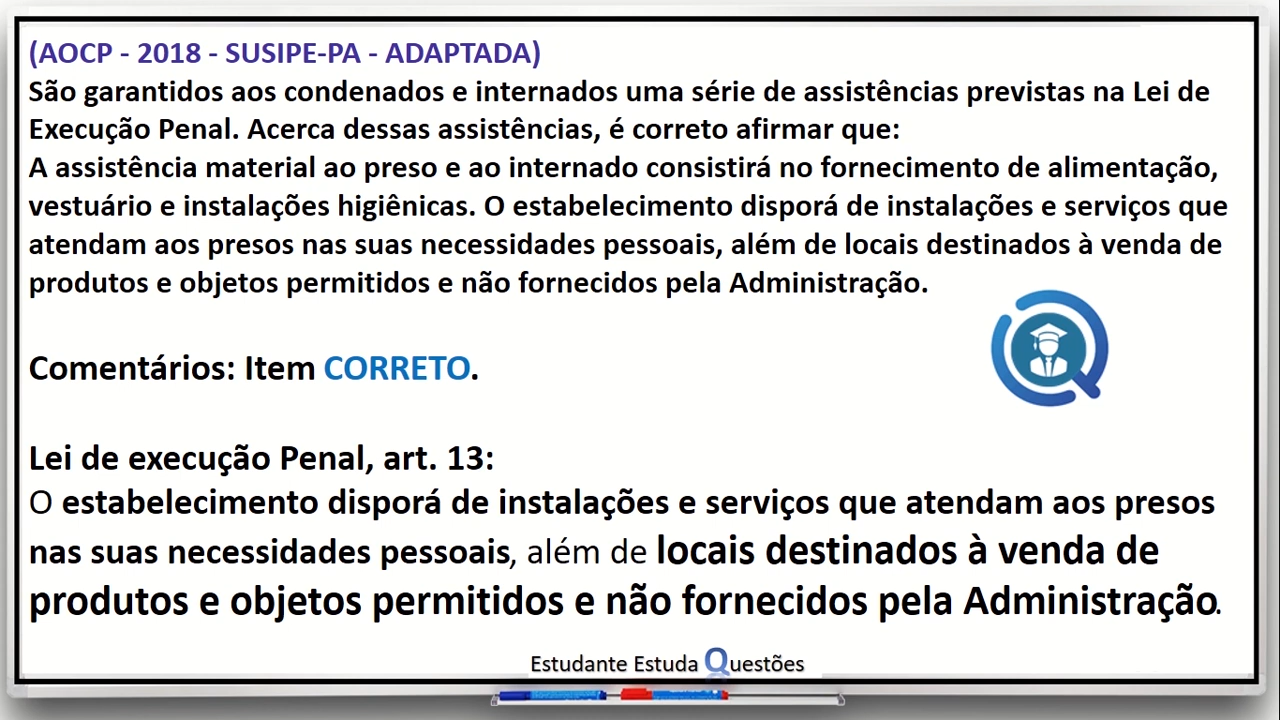 (AOCP - 2018 - SUSIPE-PA - ADAPTADA)
São garantidos aos condenados e internados uma série de assistências previstas na Lei de
Execução Penal. Acerca dessas assistências, é correto afirmar que:
A assistência material ao preso e ao internado consistirá no fornecimento de alimentação,
vestuário e instalações higiênicas. O estabelecimento disporá de instalações e serviços que
atendam aos presos nas suas necessidades pessoais, além de locais destinados à venda de
produtos e objetos permitidos e não fornecidos pela Administração.
Comentários: Item CORRETO.
Lei de execução Penal, art. 13:
O estabelecimento disporá de instalações e serviços que atendam aos presos
nas suas necessidades pessoais, além de locais destinados à venda de
produtos e objetos permitidos e não fornecidos pela Administração.
Estudante Estuda Questões